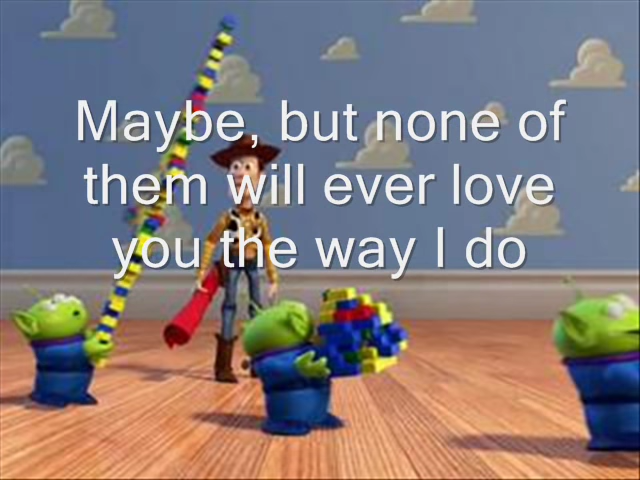 Maybe, but none of
them will ever love
you the way I do